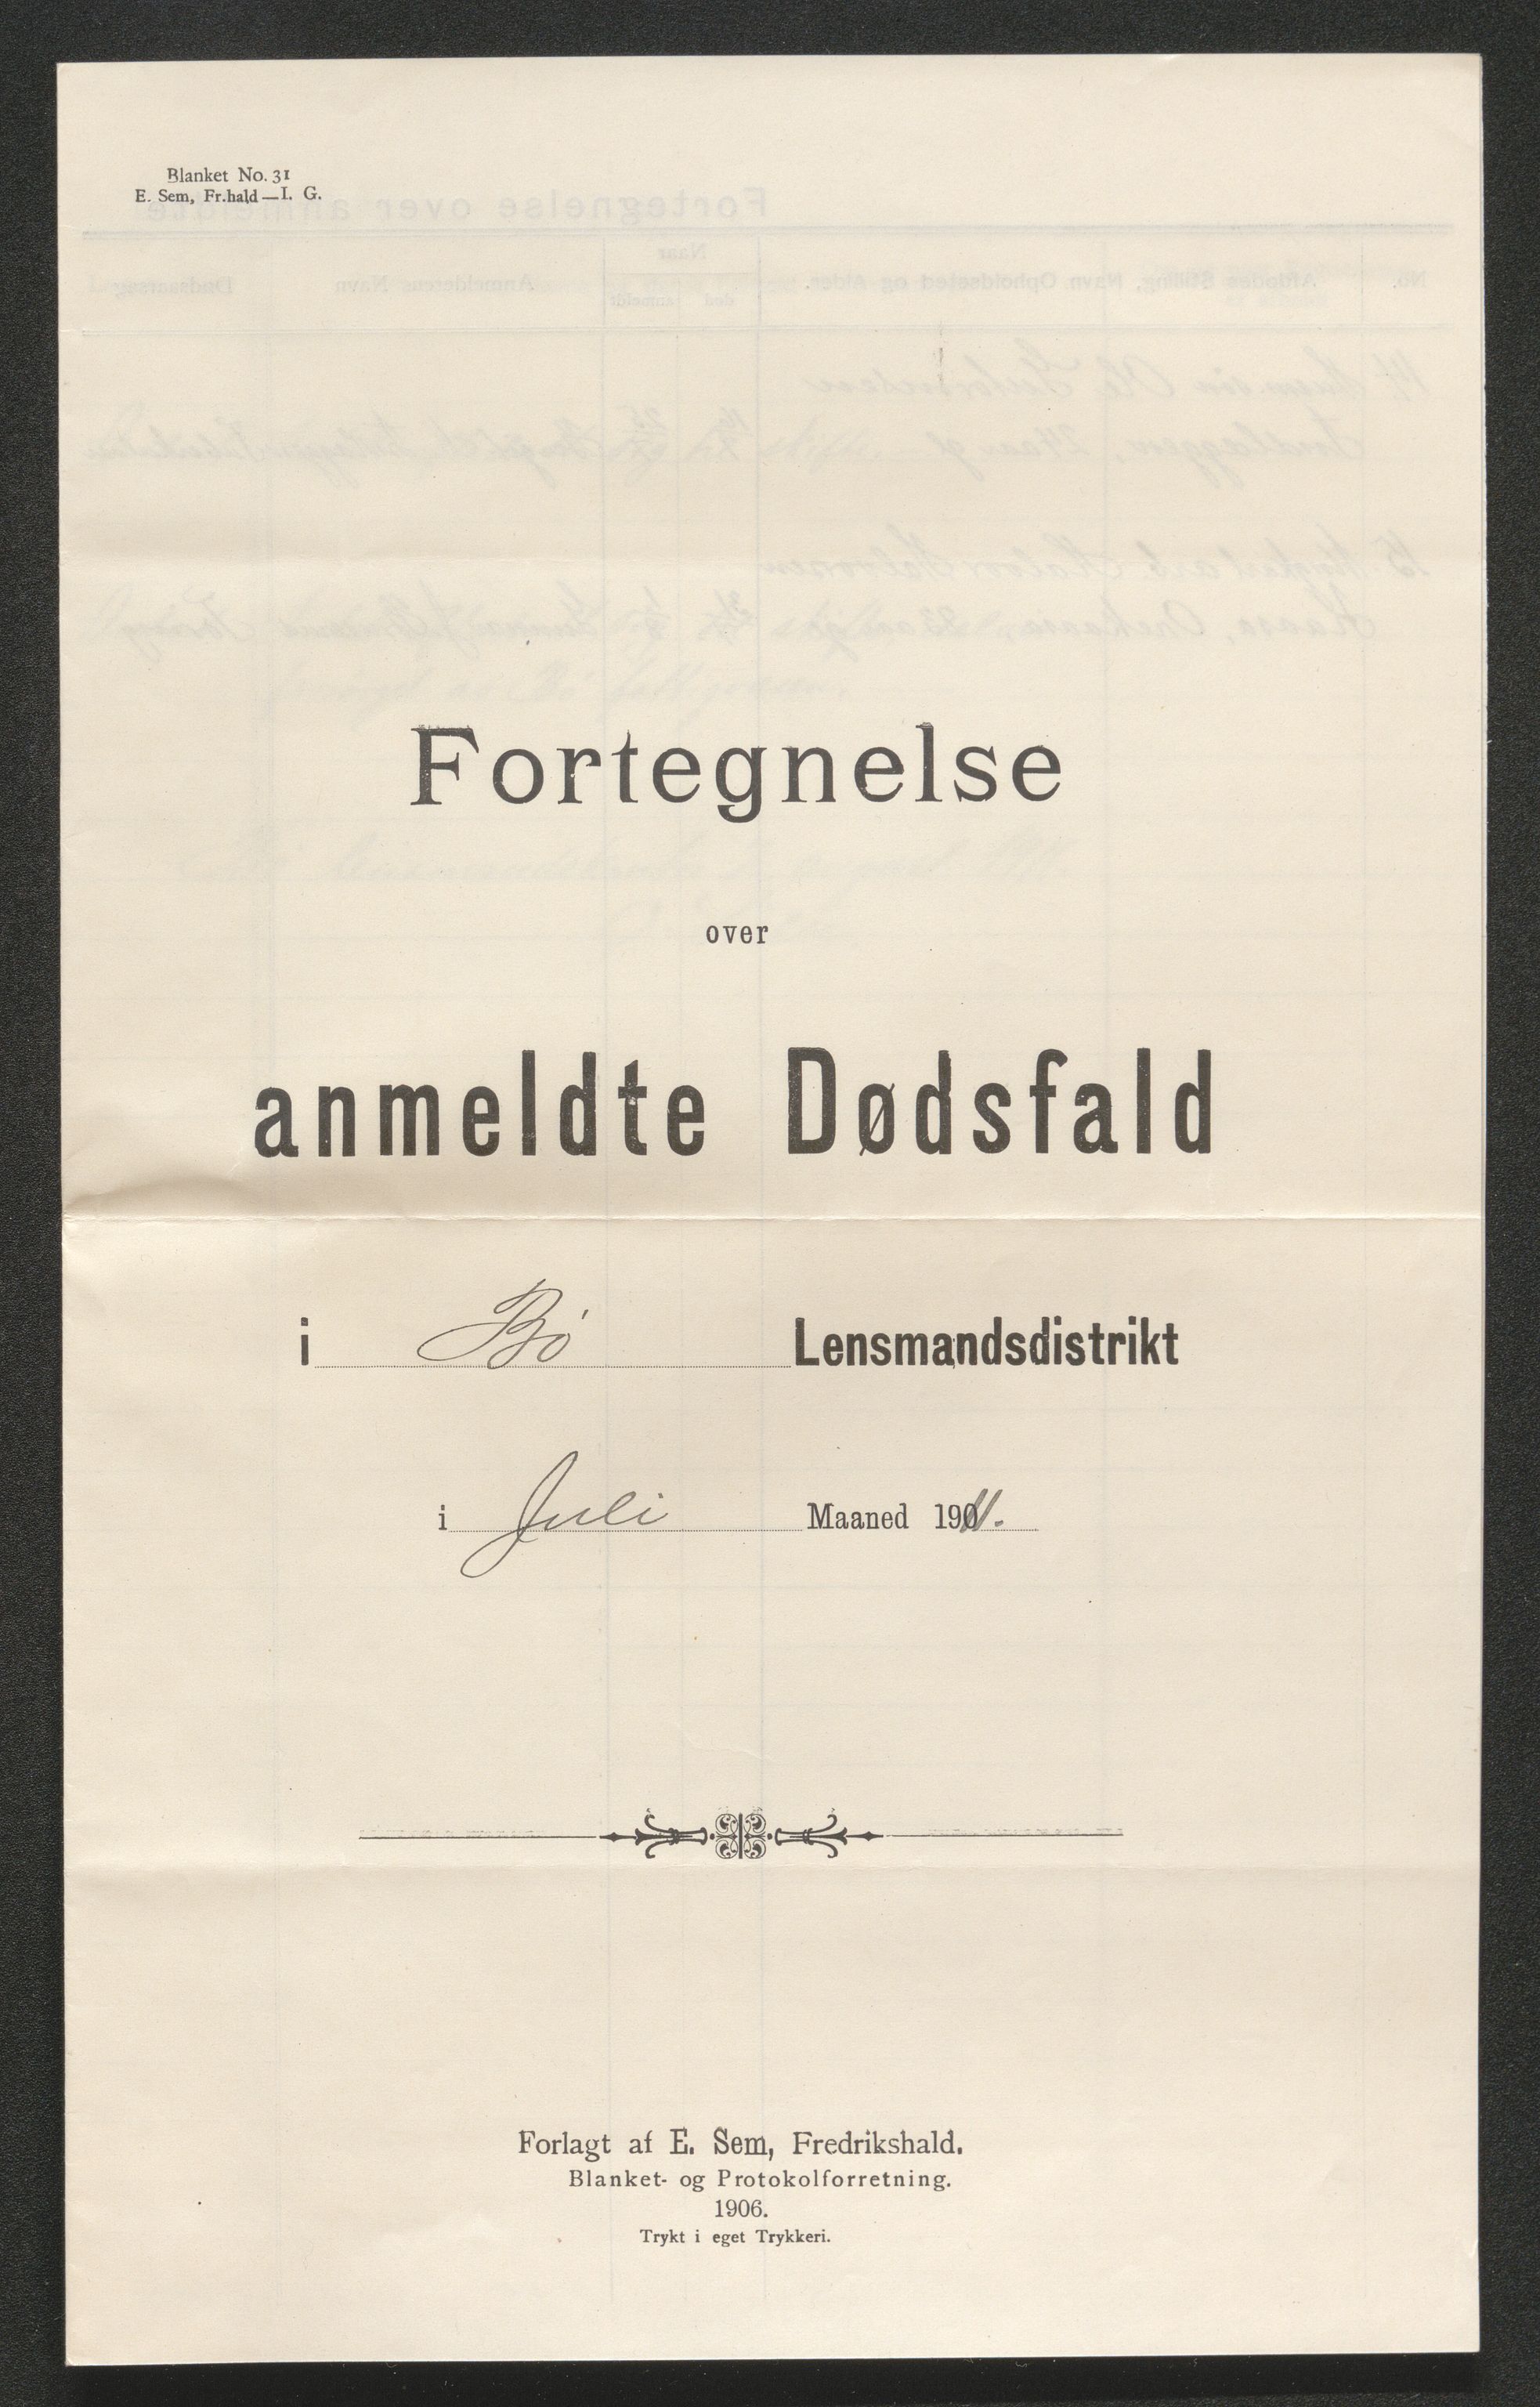 Blanket No. 31
E. Sem, Fr.hald—I. G.
Fortegnelse
over
anmeldte Dødsfald
i Bø Lensmandsdistrikt
i Juli Maaned 1911.
Forlagt af E. Sem, Fredrikshald.
Blanket- og Protokolforretning.
1906.
Trykt i eget Trykkeri.